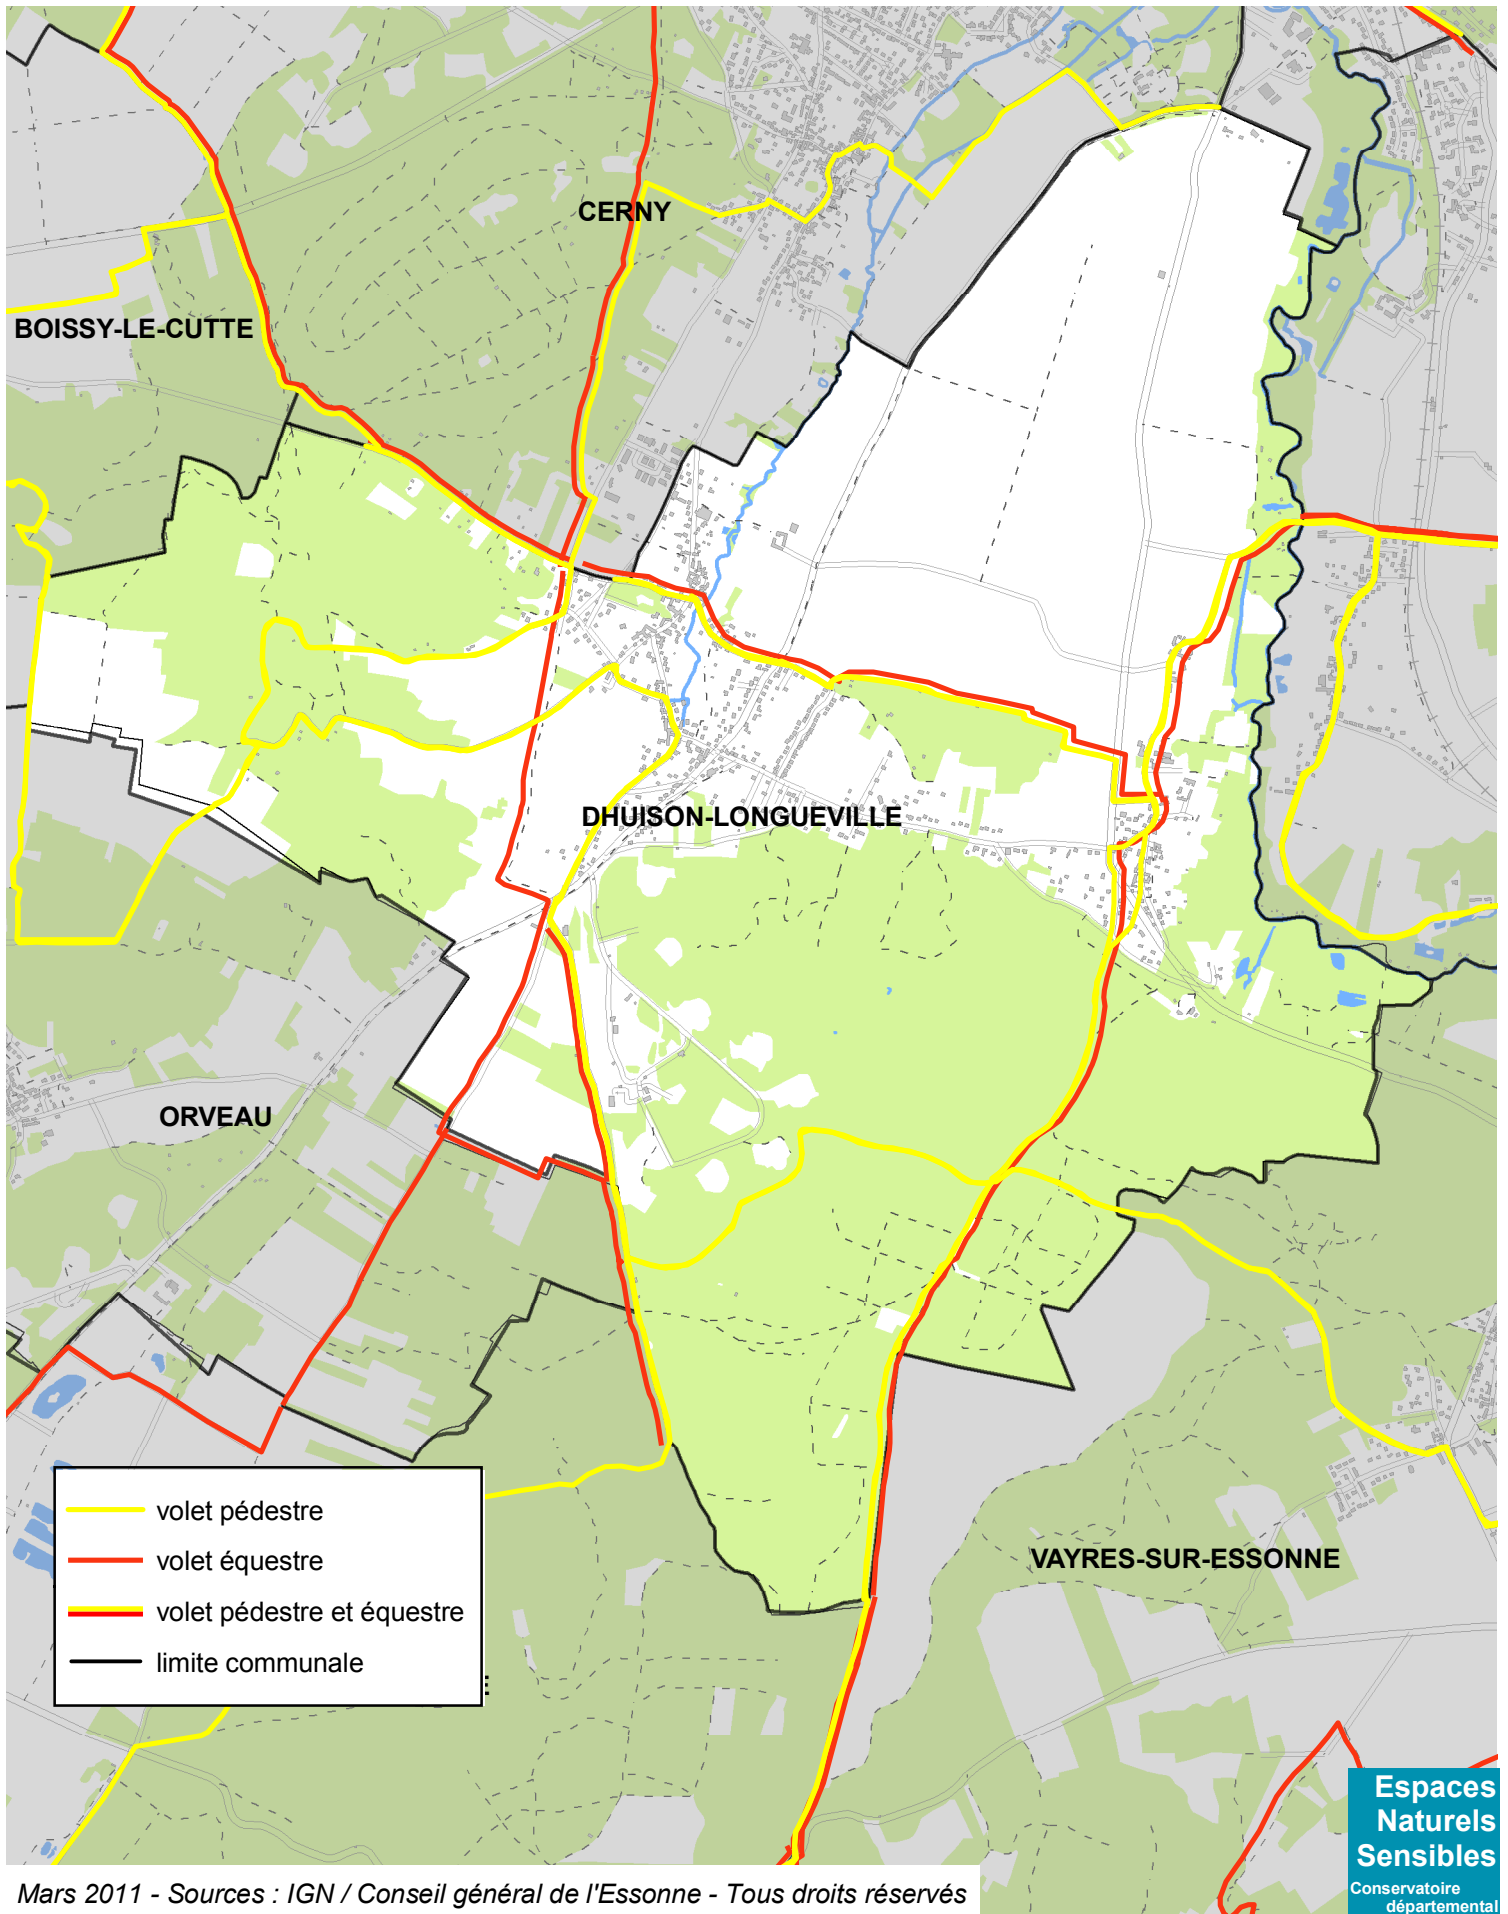 CERNY
BOISSY-LE-CUTTE
DHUISON-LONGUEVILLE
ORVEAU
VAYRES-SUR-ESSONNE
volet pédestre
volet équestre
volet pédestre et équestre
limite communale
Espaces
Naturels
Sensibles
Conservatoire
départemental
Mars 2011 - Sources : IGN / Conseil général de l'Essonne - Tous droits réservés